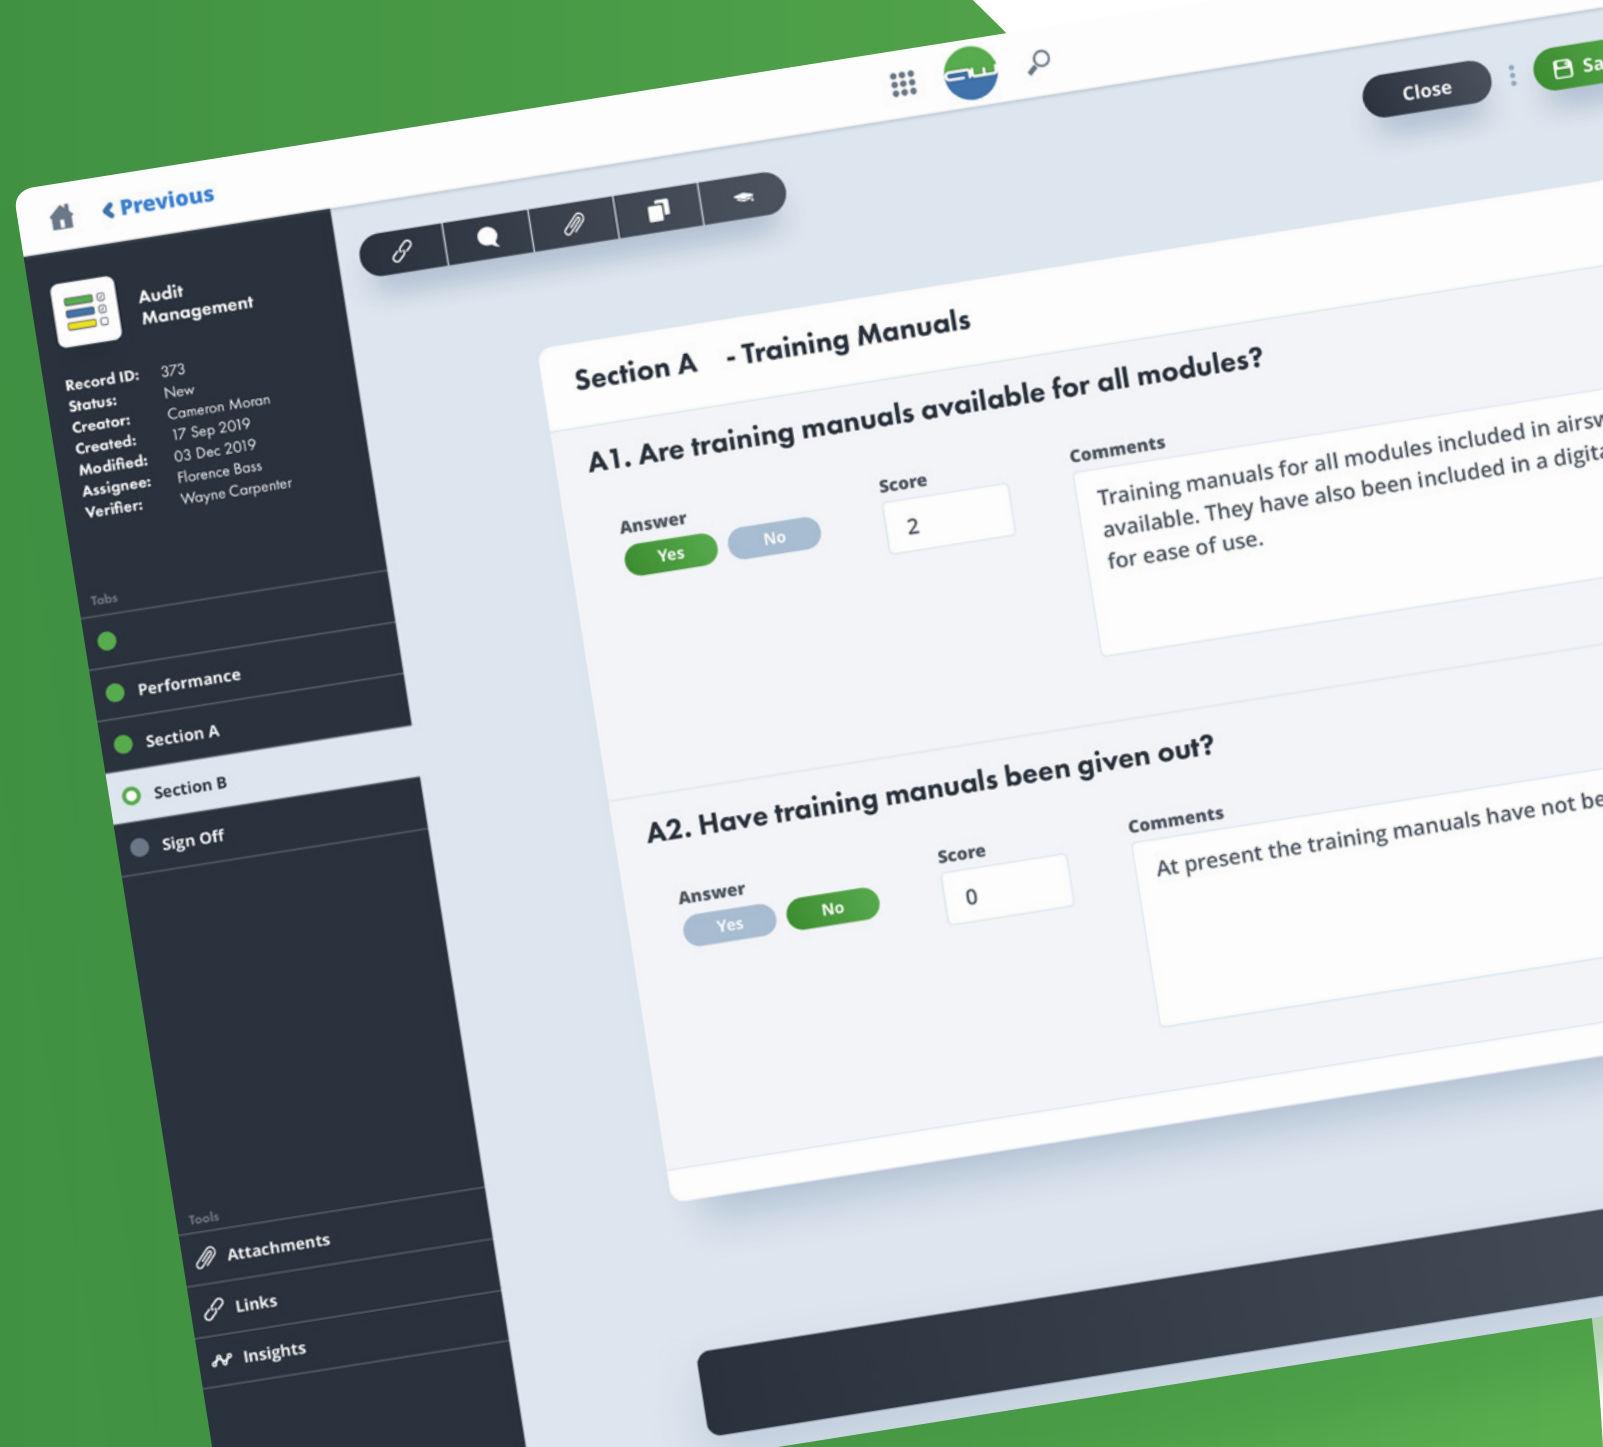 Previous
Close
Audit
Management
Record ID: 373
Status: New
Creator: Cameron Moran
Created: 17 Sep 2019
Modified: 03 Dec 2019
Assignee: Florence Bass
Verifier: Wayne Carpenter
Tabs
Performance
Section A
Section B
Sign Off
Tools
Attachments
Links
Insights
Section A - Training Manuals
A1. Are training manuals available for all modules?
Answer
Yes
No
Score
2
Comments
Training manuals for all modules included in
available. They have also been included in a
for ease of use.
A2. Have training manuals been given out?
Answer
Yes
No
Score
0
Comments
At present the training manuals have not